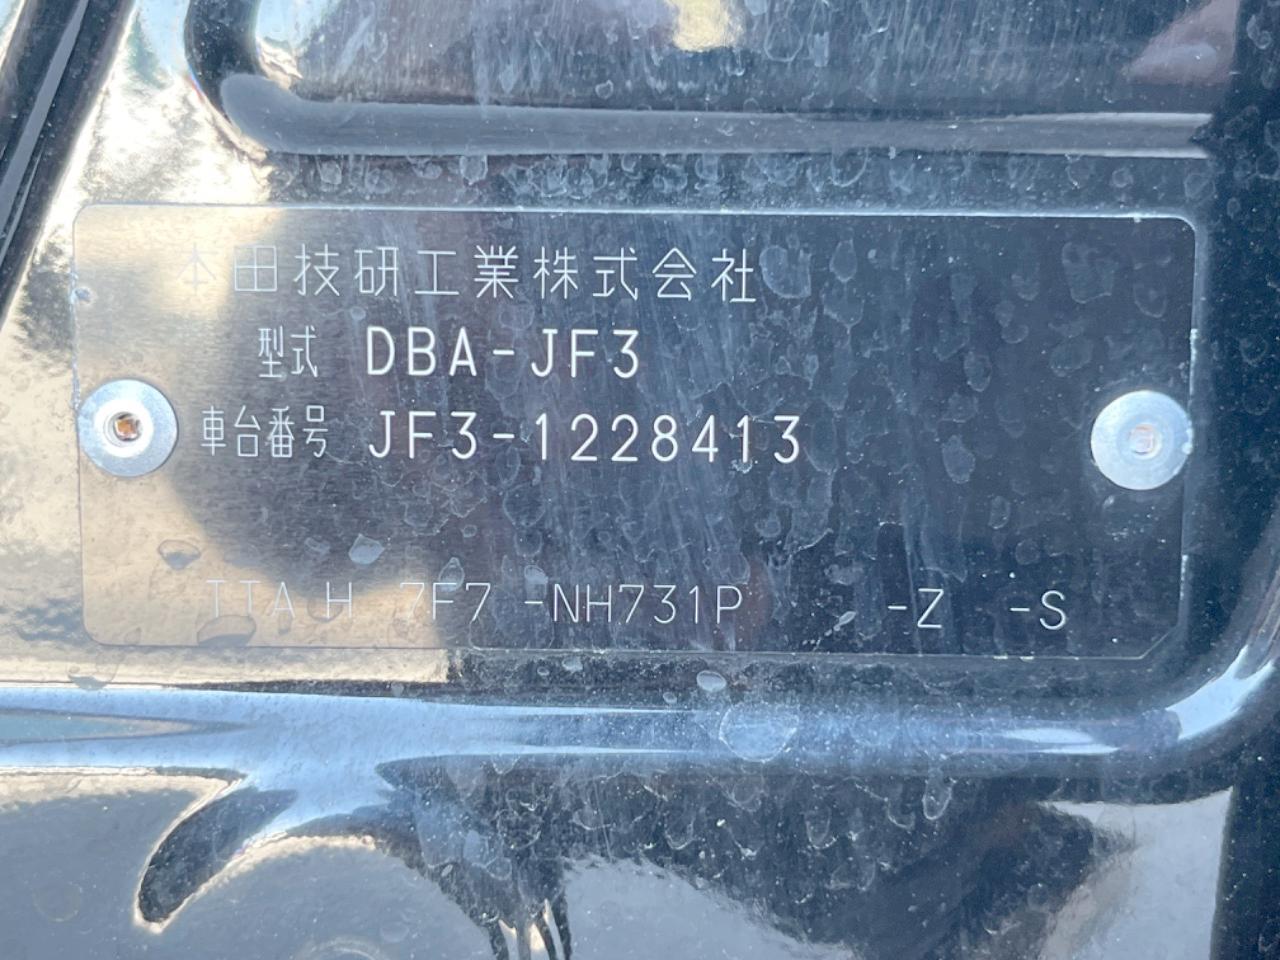 本田技研工業株式会社
型式 DBA-JF3
車台番号 JF3-1228413
TTA H 7F7 -NH731P -Z -S